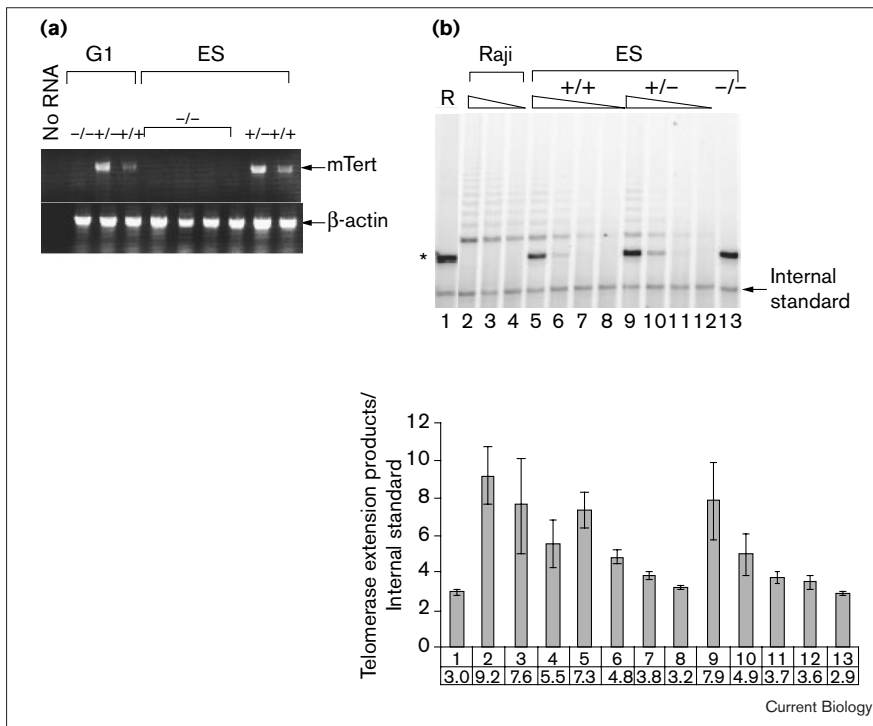 (a)
G1 ES
No RNA
–/– +/– +/+ –/– +/– +/+
mTert
β-actin
(b)
Raji ES
R +/+ +/– –/–
*
Internal
standard
1 2 3 4 5 6 7 8 9 10 11 12 13
Telomerase extension products/
Internal standard
12
10
8
6
4
2
0
1 2 3 4 5 6 7 8 9 10 11 12 13
3.0 9.2 7.6 5.5 7.3 4.8 3.8 3.2 7.9 4.9 3.7 3.6 2.9
Current Biology